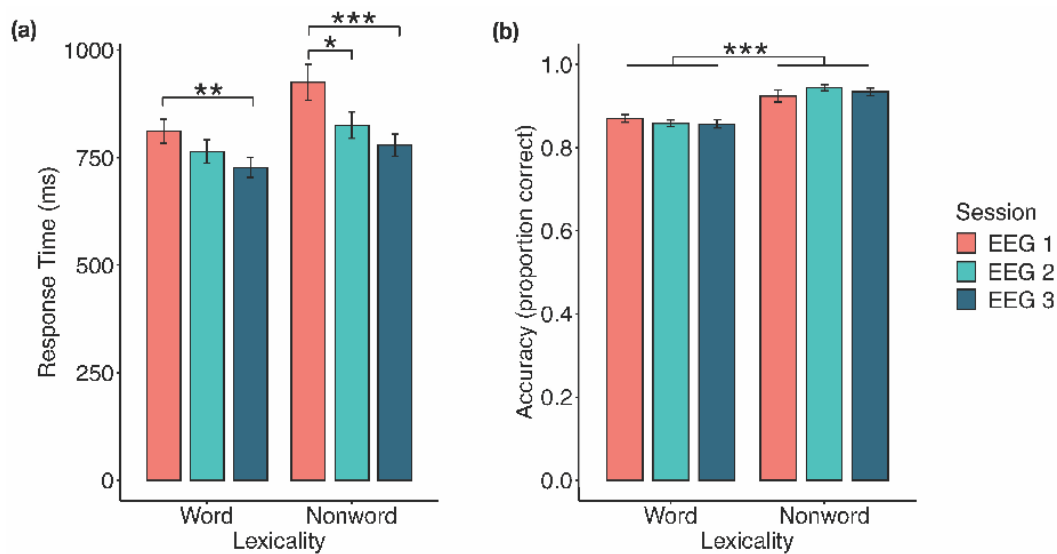 (a)
***
*
**
1000
750
500
250
0
Response Time (ms)
Word
Nonword
Lexicality
(b)
***
1.0
0.8
0.6
0.4
0.2
0.0
Accuracy (proportion correct)
Word
Nonword
Lexicality
Session
EEG 1
EEG 2
EEG 3